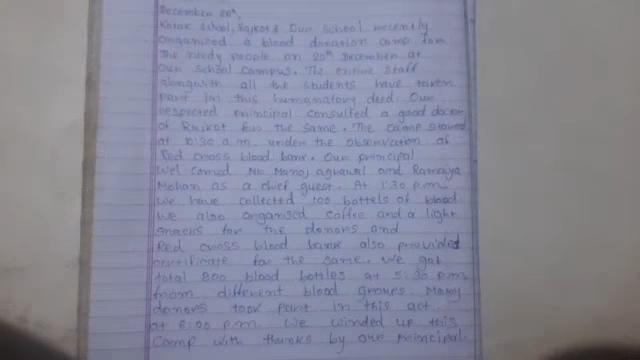 December 20th,
Kotak School, Rajkot : Our School recently
organised a blood donation camp for
The needy people on 20th December at
Our School Campus. The entire staff
alongwith all the students have taken
part in this humanatory deed. Our
respected principal consulted a good doctor
of Rajkot for the same. The camp started
at 10:30 a.m. under the observation of
Red cross blood bank. Our principal
Wel comed Mr Manoj agrawal and Ramaiya
Mohan as a chief guest. At 1:30 p.m.
We have collected 100 bottels of blood
We also organised coffee and a light
snacks for the donors and
Red cross blood bank also provided
certificate for the same. We got
total 800 blood bottles at 5:30 p.m.
from different blood groups. Many
donors took part in this act
at 6:00 p.m. We winded up this
camp with thanks by our principal.